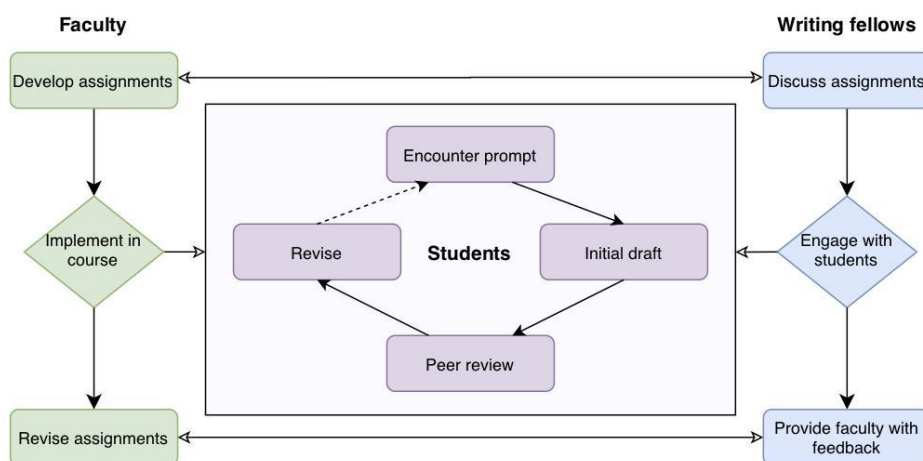 Faculty
Writing fellows
Develop assignments
Discuss assignments
Encounter prompt
Implement in
course
Revise
Students
Initial draft
Engage with
students
Peer review
Revise assignments
Provide faculty with
feedback